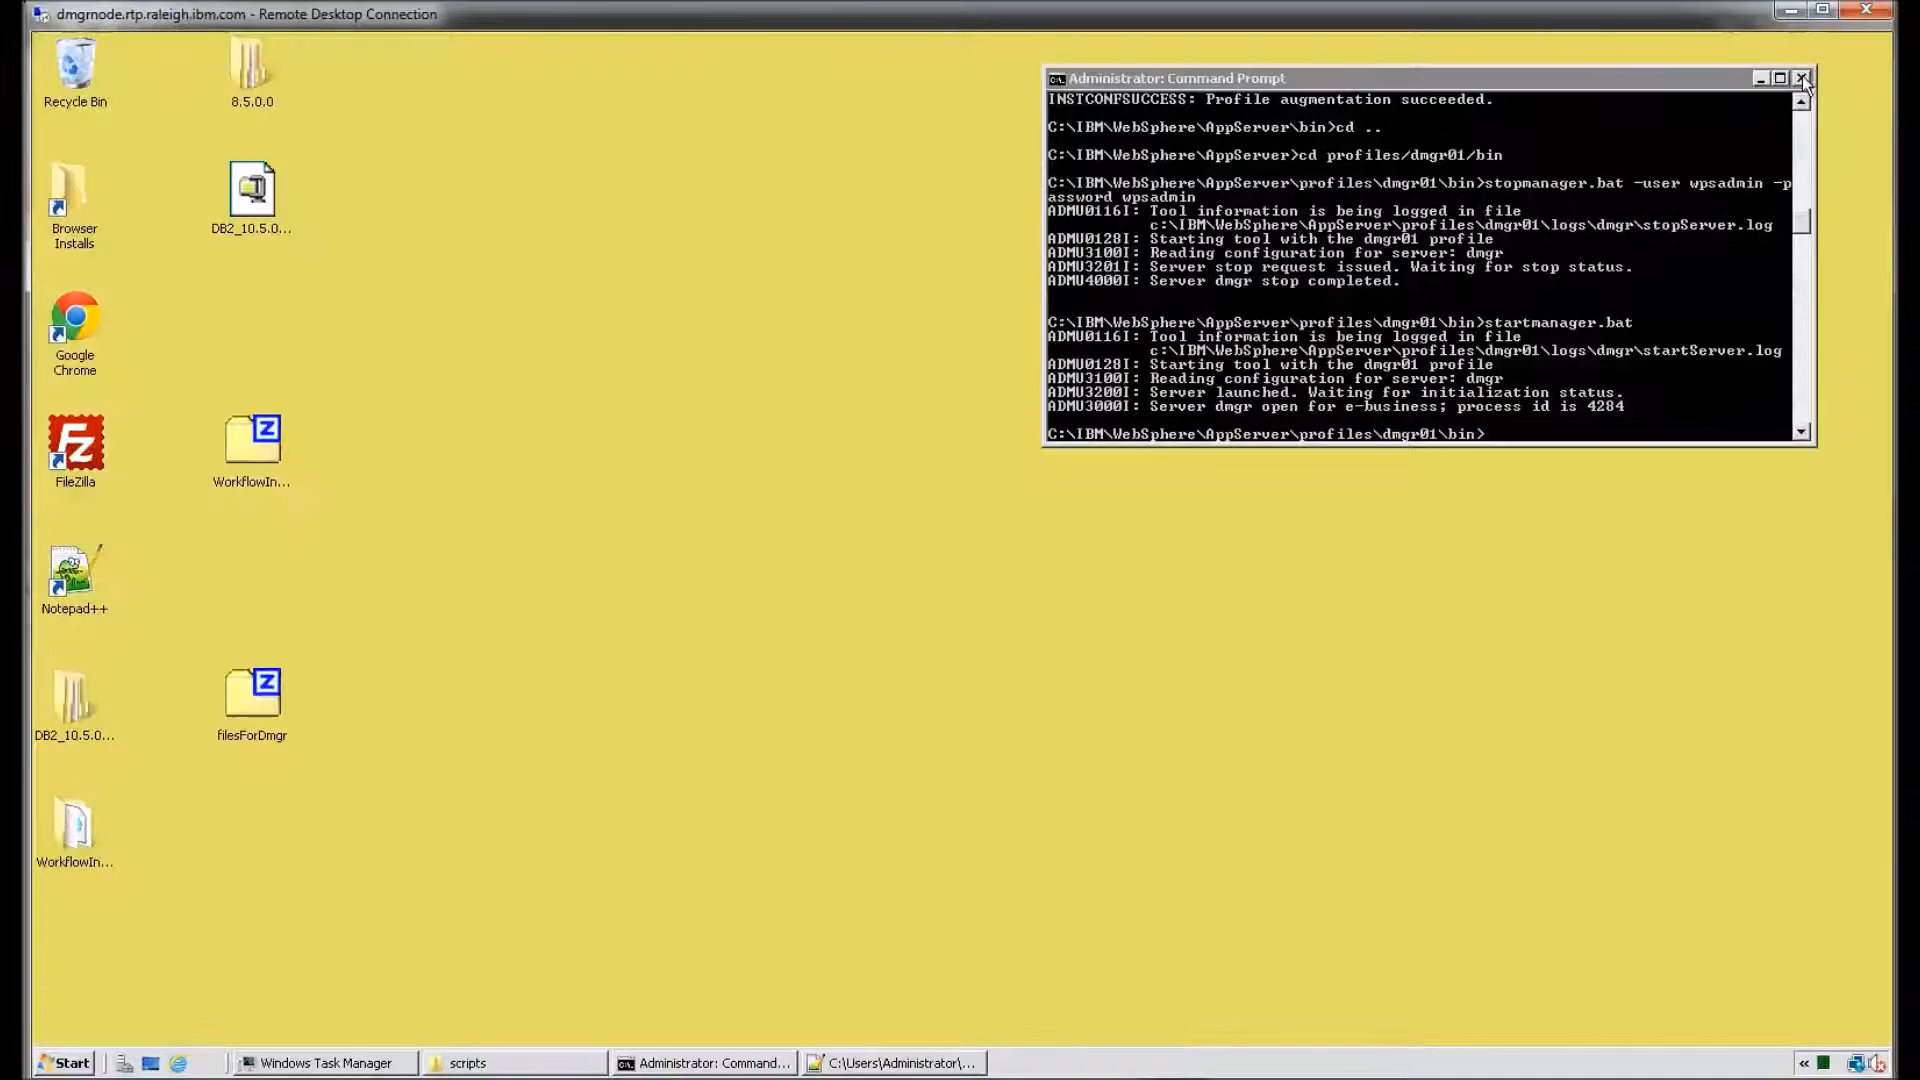 dmgrnode.rtp.raleigh.ibm.com - Remote Desktop Connection
Recycle Bin
8.5.0.0
Browser
Installs
DB2_10.5.0...
Google
Chrome
FileZilla
WorkflowIn...
Notepad++
DB2_10.5.0...
filesForDmgr
WorkflowIn...
Administrator: Command Prompt
INSTCONFSUCCESS: Profile augmentation succeeded.
C:\IBM\WebSphere\AppServer\bin>cd ..
C:\IBM\WebSphere\AppServer>cd profiles/dmgr01/bin
C:\IBM\WebSphere\AppServer\profiles\dmgr01\bin>stopmanager.bat -user wpsadmin -p
assword wpsadmin
ADMU0116I: Tool information is being logged in file
c:\IBM\WebSphere\AppServer\profiles\dmgr01\logs\dmgr\stopServer.log
ADMU0128I: Starting tool with the dmgr01 profile
ADMU3100I: Reading configuration for server: dmgr
ADMU3201I: Server stop request issued. Waiting for stop status.
ADMU4000I: Server dmgr stop completed.
C:\IBM\WebSphere\AppServer\profiles\dmgr01\bin>startmanager.bat
ADMU0116I: Tool information is being logged in file
c:\IBM\WebSphere\AppServer\profiles\dmgr01\logs\dmgr\startServer.log
ADMU0128I: Starting tool with the dmgr01 profile
ADMU3100I: Reading configuration for server: dmgr
ADMU3200I: Server launched. Waiting for initialization status.
ADMU3000I: Server dmgr open for e-business; process id is 4284
C:\IBM\WebSphere\AppServer\profiles\dmgr01\bin>
Start
Windows Task Manager
scripts
Administrator: Command...
C:\Users\Administrator\...